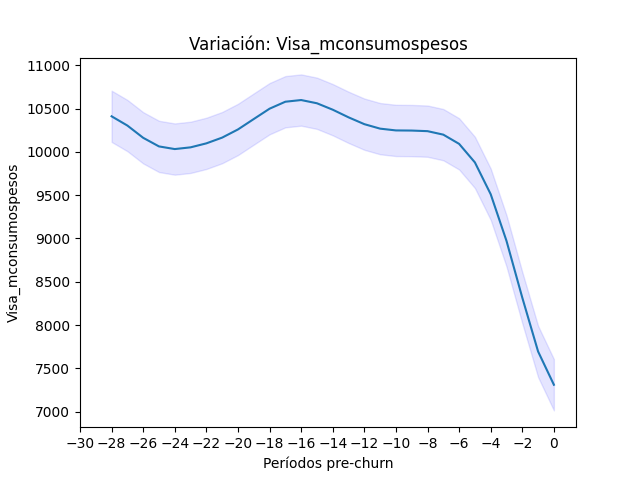 Variación: Visa_mconsumospesos
Visa_mconsumospesos
11000
10500
10000
9500
9000
8500
8000
7500
7000
−30 −28 −26 −24 −22 −20 −18 −16 −14 −12 −10 −8 −6 −4 −2 0
Períodos pre-churn